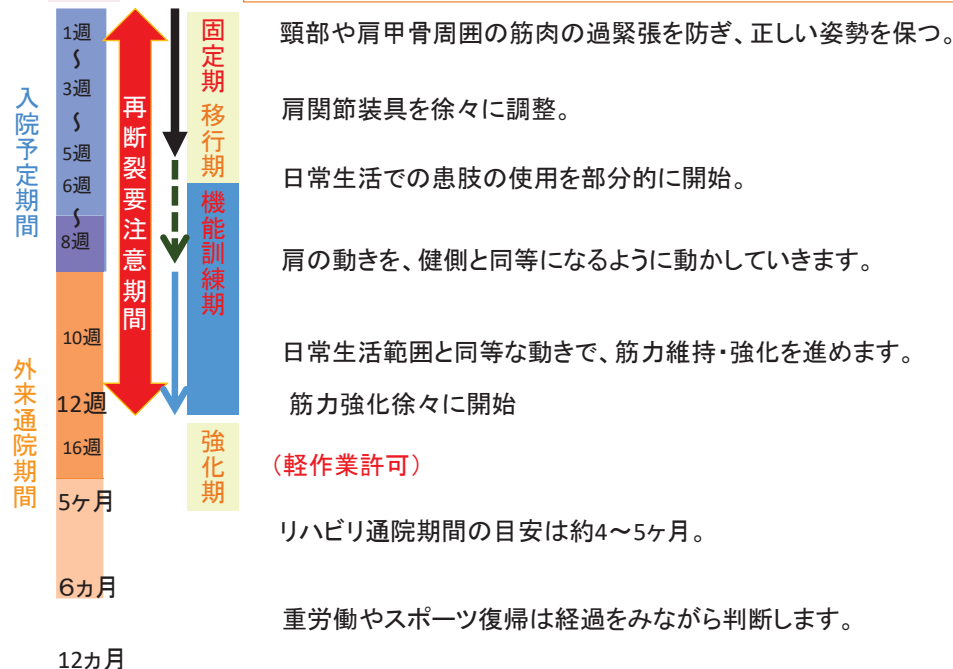 入院予定期間
外来通院期間
1週
〜
3週
〜
5週
6週
〜
8週
10週
12週
16週
5ヶ月
6ヵ月
12ヵ月
再断裂要注意期間
固定期
移行期
機能訓練期
強化期
頸部や肩甲骨周囲の筋肉の過緊張を防ぎ、正しい姿勢を保つ。
肩関節装具を徐々に調整。
日常生活での患肢の使用を部分的に開始。
肩の動きを、健側と同等になるように動かしていきます。
日常生活範囲と同等な動きで、筋力維持・強化を進めます。
筋力強化徐々に開始
（軽作業許可）
リハビリ通院期間の目安は約4〜5ヶ月。
重労働やスポーツ復帰は経過をみながら判断します。